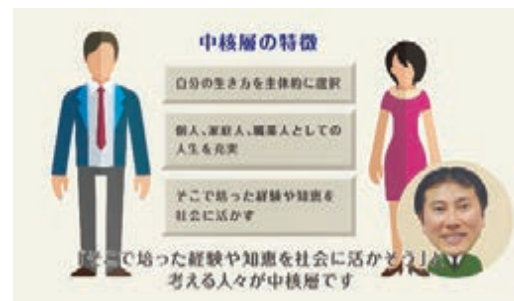 中核層の特徴
自分の生き方を主体的に選択
個人、家庭人、職業人としての
人生を充実
そこで培った経験や知恵を
社会に活かす
「そこで培った経験や知恵を社会に活かそう」と
考える人々が中核層です